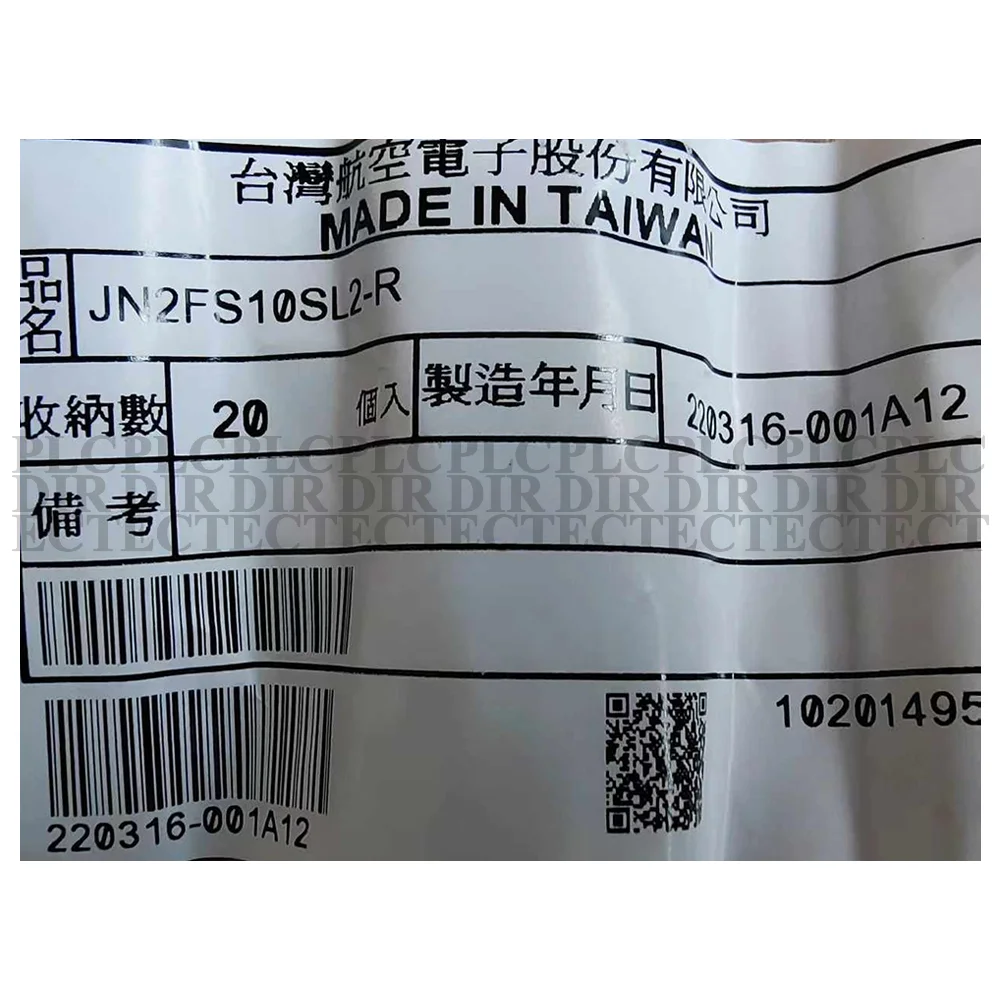 台灣航空電子股份有限公司
MADE IN TAIWAN
品名 JN2FS10SL2-R
收納數 20 個入 製造年月日 220316-001A12
備考
PLCPLCPLCPLCPLCPLCPLCPLCPLC
DIR DIR DIR DIR DIR DIR DIR DIR DIR
ECTECTECTECTECTECTECTECTECT
10201495
220316-001A12